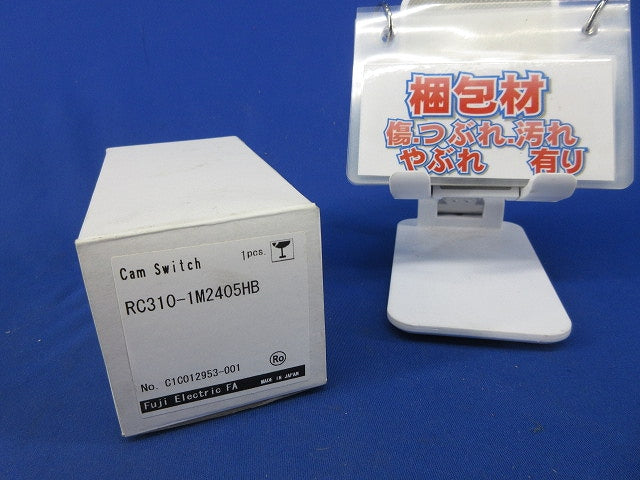 梱包材
傷.つぶれ.汚れ
やぶれ 有り
Cam Switch 1pcs.
RC310-1M2405HB
Ro
No. C1C012953-001
Fuji Electric FA MADE IN JAPAN